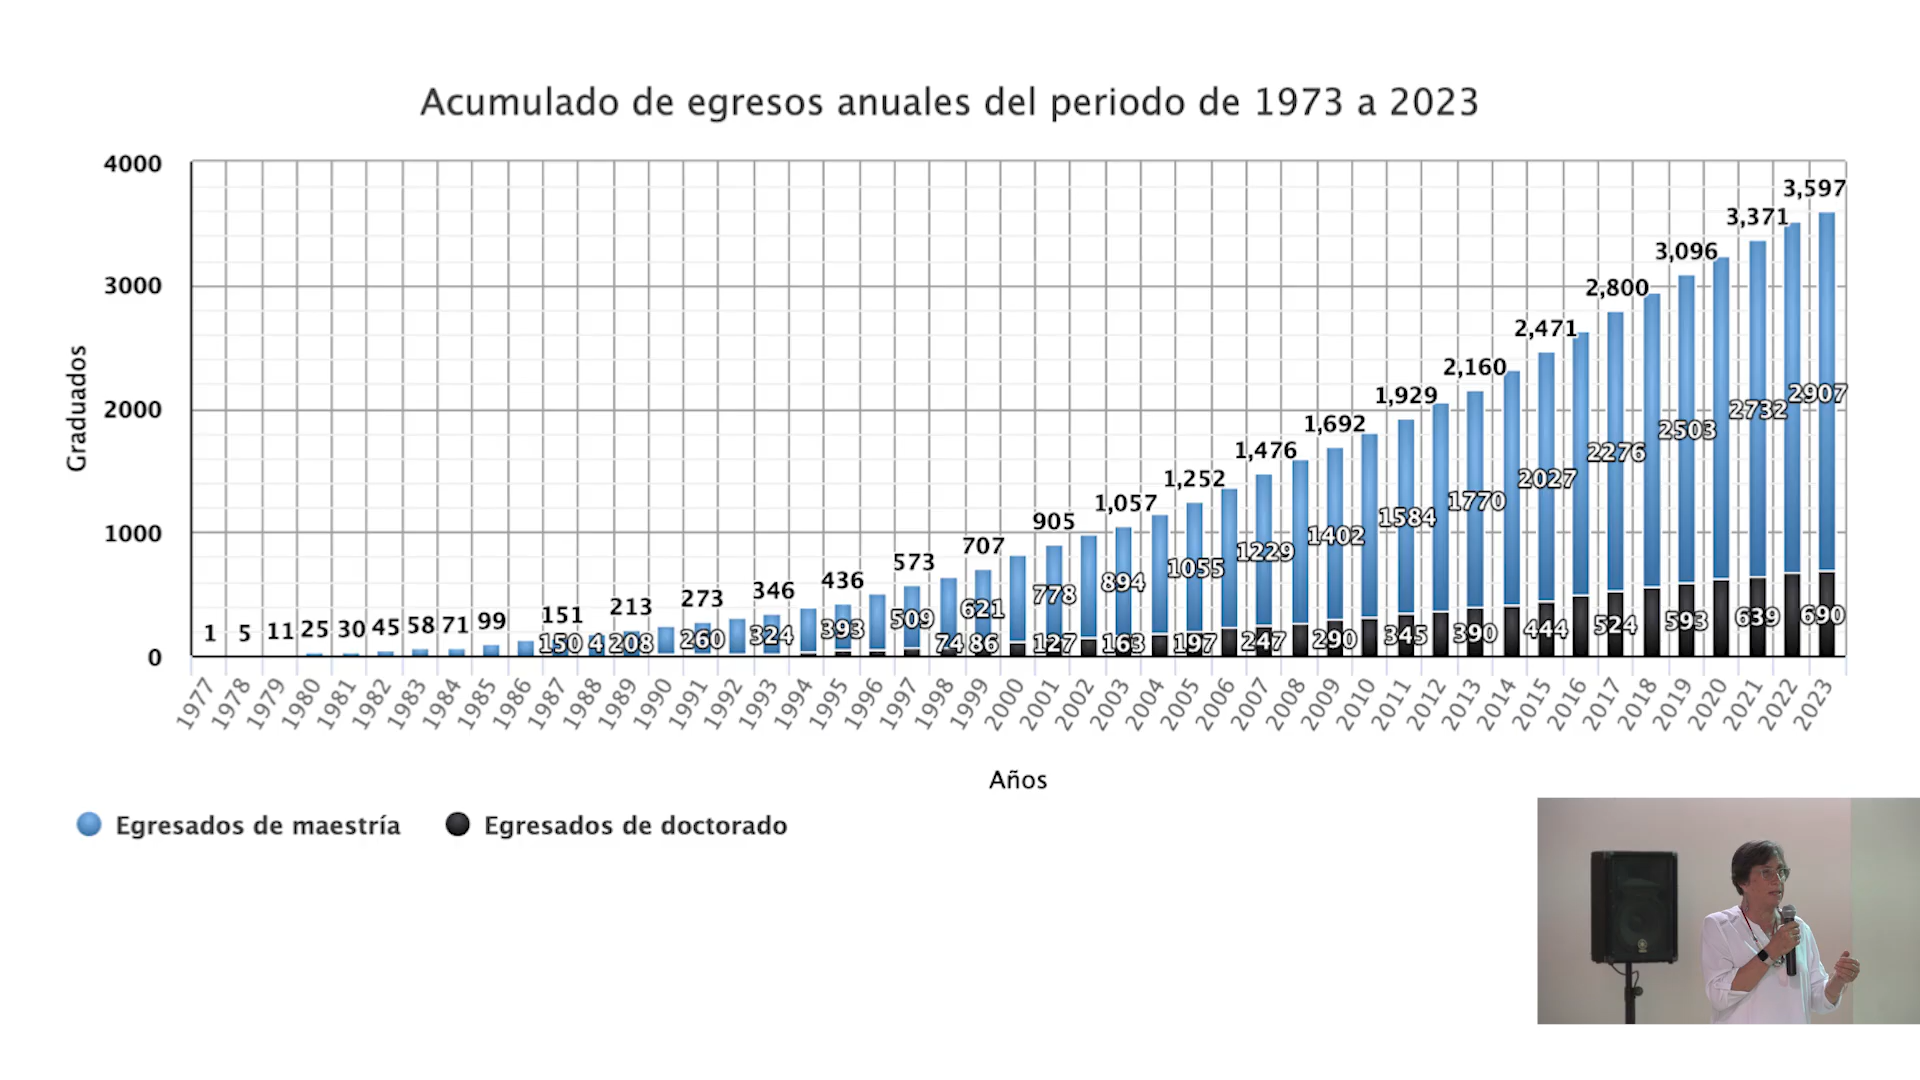 Acumulado de egresos anuales del periodo de 1973 a 2023
4000
3000
2000
1000
0
Graduados
1 5 11 25 30 45 58 71 99 151 213 273 346 436 573 707 905 1,057 1,252 1,476 1,692 1,929 2,160 2,471 2,800 3,096 3,371 3,597
150 4 208 260 324 393 509 621 778 894 1055 1229 1402 1584 1770 2027 2276 2503 2732 2907
74 86 127 163 197 247 290 345 390 444 524 593 639 690
1977 1978 1979 1980 1981 1982 1983 1984 1985 1986 1987 1988 1989 1990 1991 1992 1993 1994 1995 1996 1997 1998 1999 2000 2001 2002 2003 2004 2005 2006 2007 2008 2009 2010 2011 2012 2013 2014 2015 2016 2017 2018 2019 2020 2021 2022 2023
Años
Egresados de maestría Egresados de doctorado